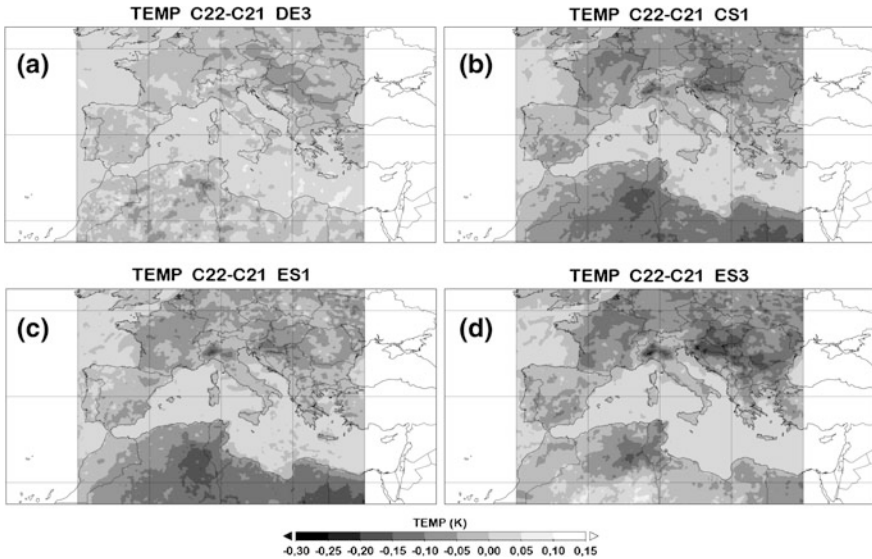 TEMP C22-C21 DE3
(a)
TEMP C22-C21 CS1
(b)
TEMP C22-C21 ES1
(c)
TEMP C22-C21 ES3
(d)
TEMP (K)
-0,30 -0,25 -0,20 -0,15 -0,10 -0,05 0,00 0,05 0,10 0,15